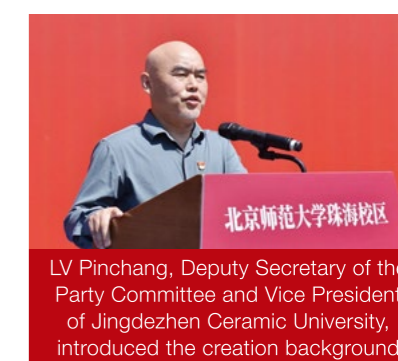 北京师范大学珠海校区
LV Pinchang, Deputy Secretary of the
Party Committee and Vice President
of Jingdezhen Ceramic University,
introduced the creation background